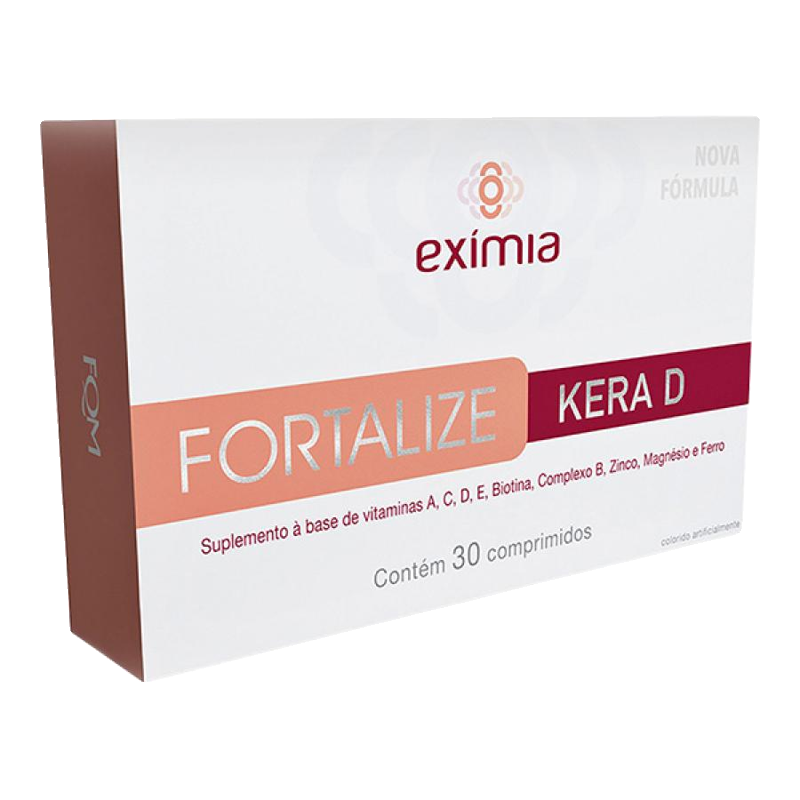 NOVA
FÓRMULA
exímia
FORTALIZE
KERA D
Suplemento à base de vitaminas A, C, D, E, Biotina, Complexo B, Zinco, Magnésio e Ferro
Contém 30 comprimidos
colorido artificialmente
FQM